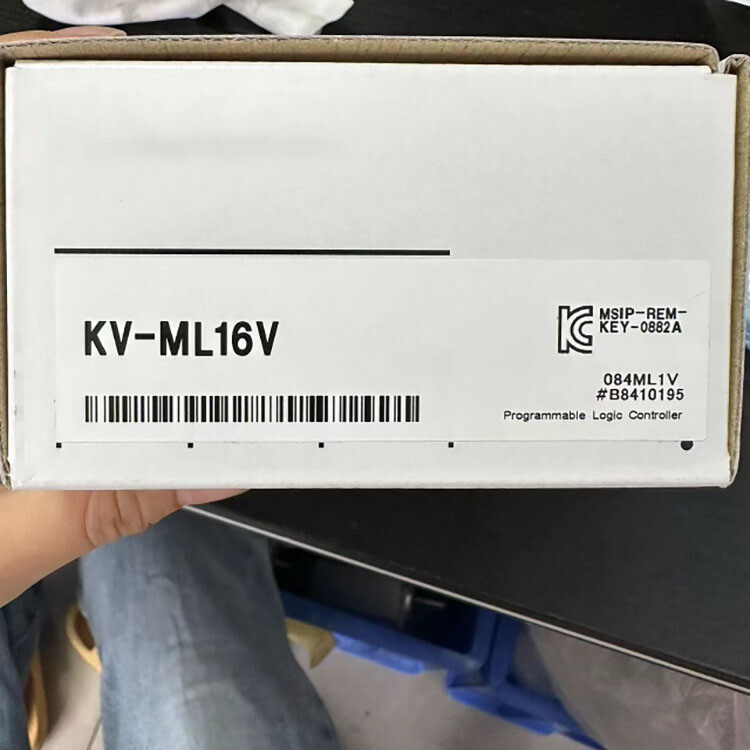 KV-ML16V
MSIP-REM-
KEY-0882A
084ML1V
#B8410195
Programmable Logic Controller